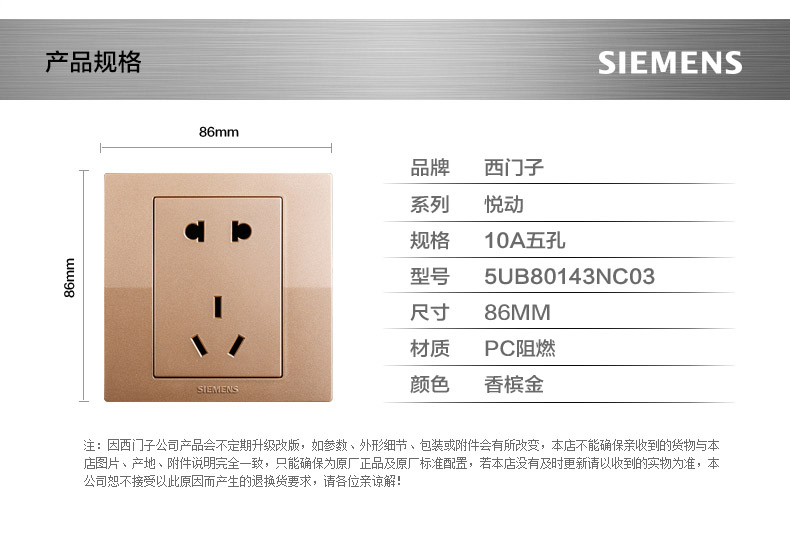 产品规格
SIEMENS
86mm
86mm
SIEMENS
品牌 西门子
系列 悦动
规格 10A五孔
型号 5UB80143NC03
尺寸 86MM
材质 PC阻燃
颜色 香槟金
注：因西门子公司产品会不定期升级改版，如参数、外形细节、包装或附件会有所改变，本店不能确保亲收到的货物与本
店图片、产地、附件说明完全一致，只能确保为原厂正品及原厂标准配置，若本店没有及时更新请以收到的实物为准，本
公司恕不接受以此原因而产生的退换货要求，请各位亲谅解！